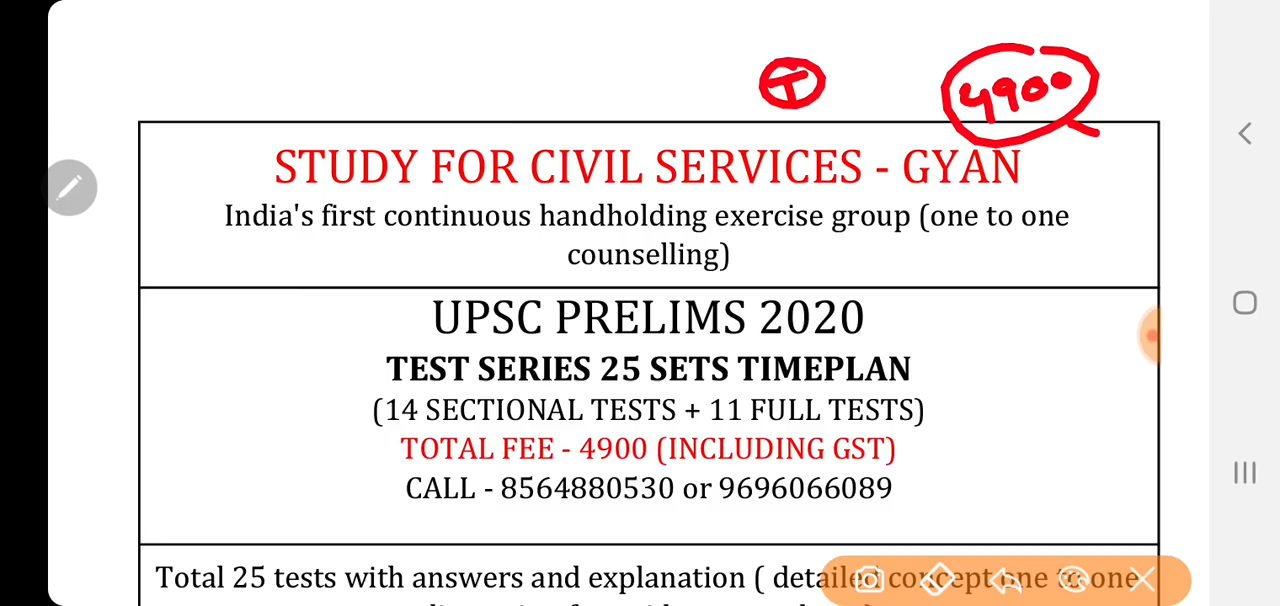 T 4900
STUDY FOR CIVIL SERVICES - GYAN
India's first continuous handholding exercise group (one to one
counselling)
UPSC PRELIMS 2020
TEST SERIES 25 SETS TIMEPLAN
(14 SECTIONAL TESTS + 11 FULL TESTS)
TOTAL FEE - 4900 (INCLUDING GST)
CALL - 8564880530 or 9696066089
Total 25 tests with answers and explanation ( detailed concept one to one